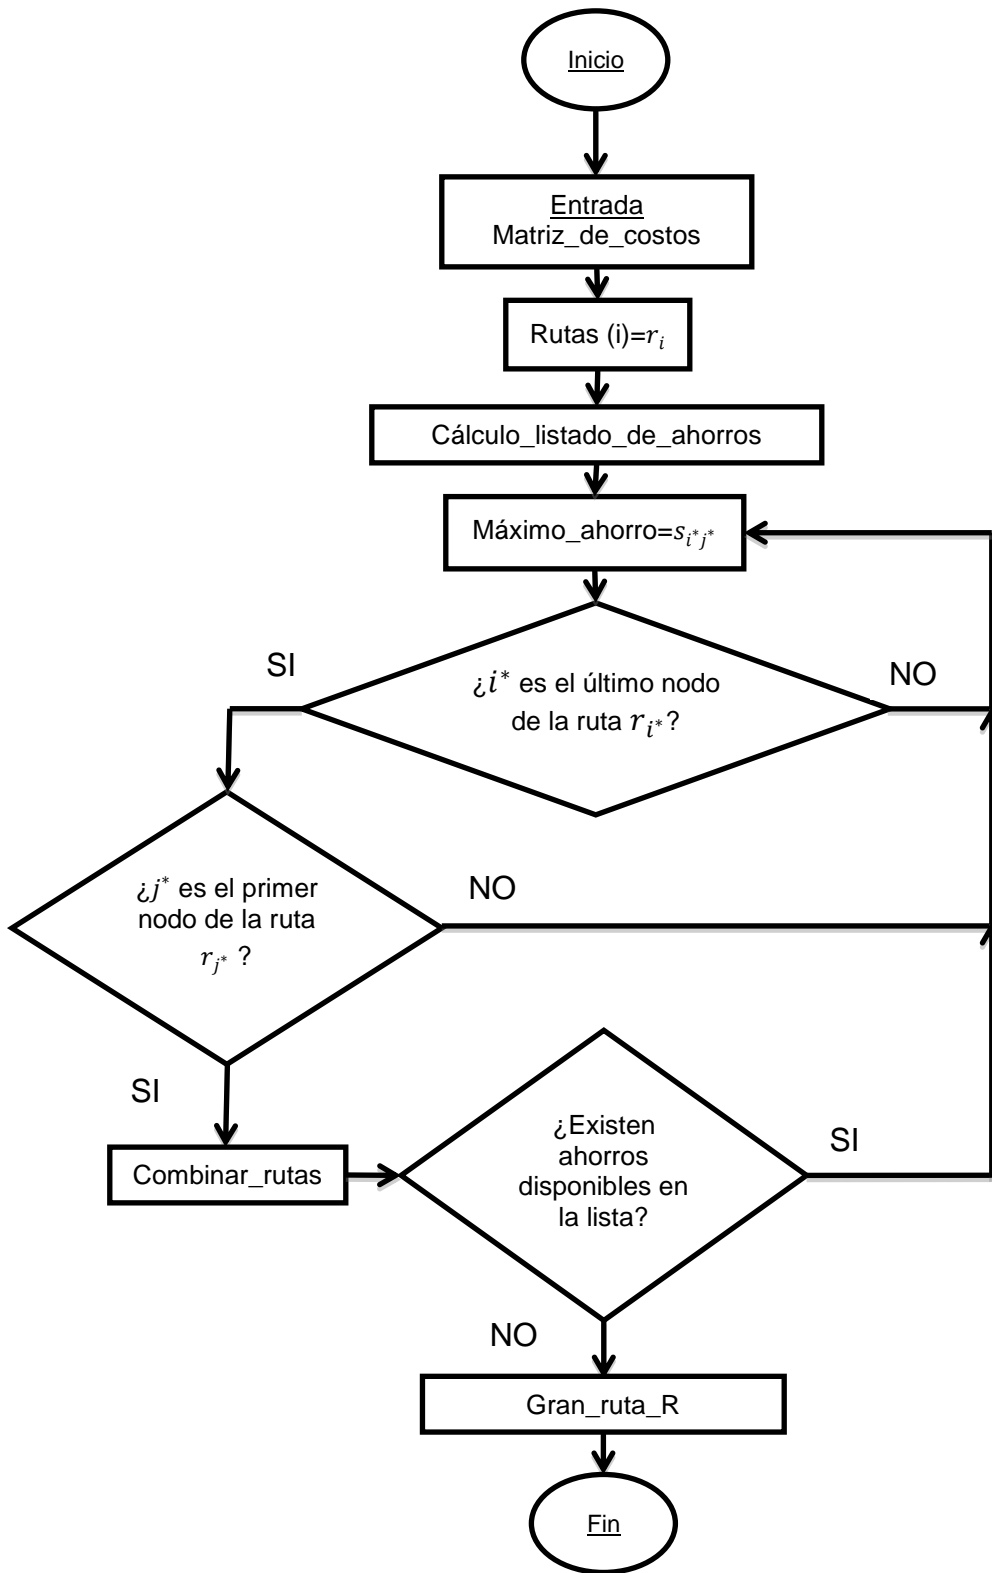 Inicio
Entrada
Matriz_de_costos
Rutas (i)=$r_i$
Cálculo_listado_de_ahorros
Máximo_ahorro=$s_{i^*j^*}$
SI
¿$i^*$ es el último nodo
de la ruta $r_{i^*}$?
NO
¿$j^*$ es el primer
nodo de la ruta
$r_{j^*}$ ?
NO
SI
Combinar_rutas
¿Existen
ahorros
disponibles en
la lista?
SI
NO
Gran_ruta_R
Fin